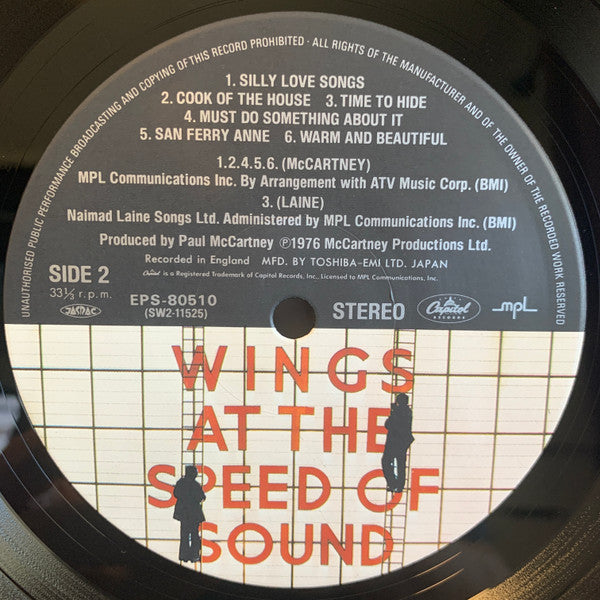 UNAUTHORISED PUBLIC PERFORMANCE BROADCASTING AND COPYING OF THIS RECORD PROHIBITED · ALL RIGHTS OF THE MANUFACTURER AND OF THE OWNER OF THE RECORDED WORK RESERVED
1. SILLY LOVE SONGS
2. COOK OF THE HOUSE 3. TIME TO HIDE
4. MUST DO SOMETHING ABOUT IT
5. SAN FERRY ANNE 6. WARM AND BEAUTIFUL
1.2.4.5.6. (McCARTNEY)
MPL Communications Inc. By Arrangement with ATV Music Corp. (BMI)
3. (LAINE)
Naimad Laine Songs Ltd. Administered by MPL Communications Inc. (BMI)
Produced by Paul McCartney ℗1976 McCartney Productions Ltd.
Recorded in England MFD. BY TOSHIBA-EMI LTD. JAPAN
Capitol is a Registered Trademark of Capitol Records, Inc., Licensed to MPL Communications, Inc.
SIDE 2
33⅓ r.p.m.
JASRAC
EPS-80510
(SW2-11525)
STEREO
Capitol
RECORDS
mpl
WINGS
AT THE
SPEED OF
SOUND